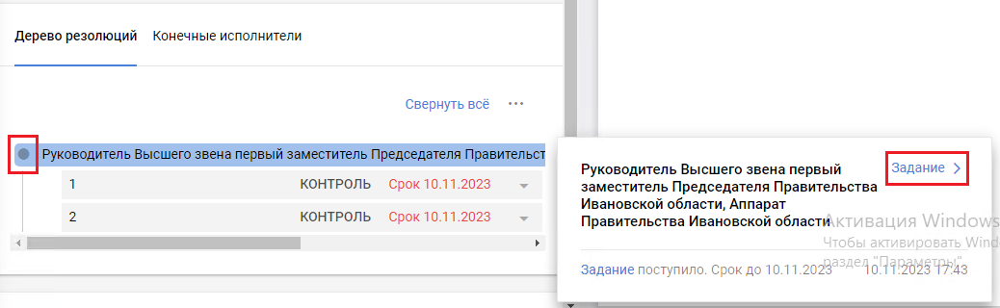 Дерево резолюций Конечные исполнители
Свернуть всё ...
Руководитель Высшего звена первый заместитель Председателя Правительст
1 КОНТРОЛЬ Срок 10.11.2023
2 КОНТРОЛЬ Срок 10.11.2023
Руководитель Высшего звена первый
заместитель Председателя Правительства
Ивановской области, Аппарат
Правительства Ивановской области
Задание >
Задание поступило. Срок до 10.11.2023 10.11.2023 17:43
Активация Windows
Чтобы активировать Wind
раздел "Параметры".